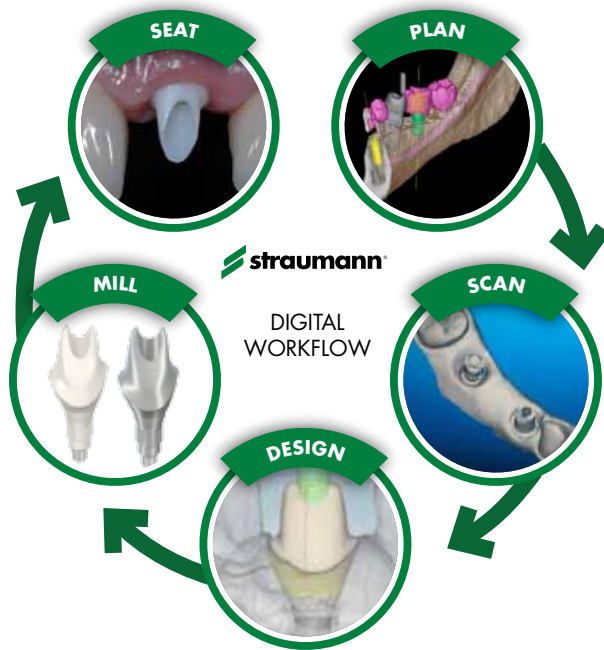 SEAT
PLAN
straumann®
MILL
SCAN
DIGITAL
WORKFLOW
DESIGN